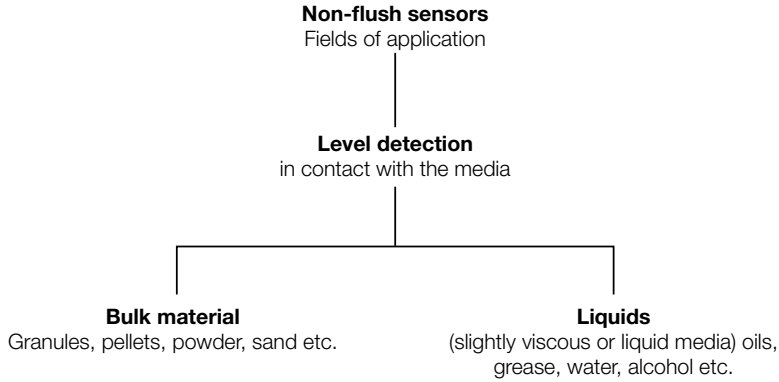 Non-flush sensors
Fields of application
Level detection
in contact with the media
Bulk material
Granules, pellets, powder, sand etc.
Liquids
(slightly viscous or liquid media) oils,
grease, water, alcohol etc.